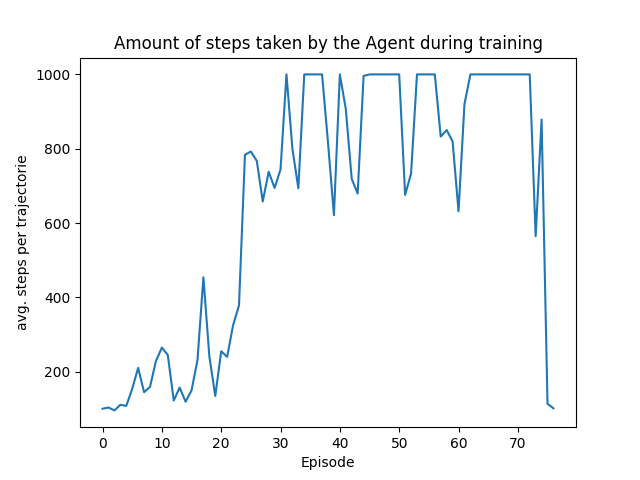 Amount of steps taken by the Agent during training
avg. steps per trajectorie
1000
800
600
400
200
0 10 20 30 40 50 60 70
Episode